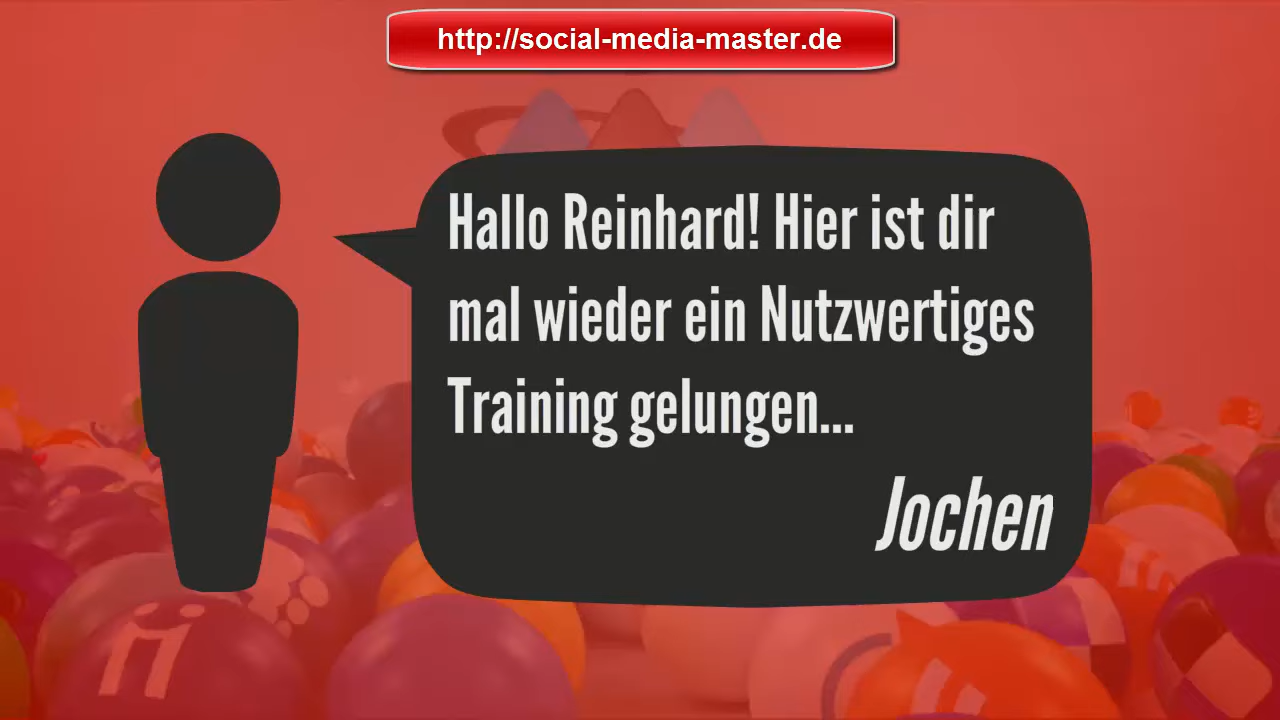 http://social-media-master.de
Hallo Reinhard! Hier ist dir
mal wieder ein Nutzwertiges
Training gelungen...
Jochen